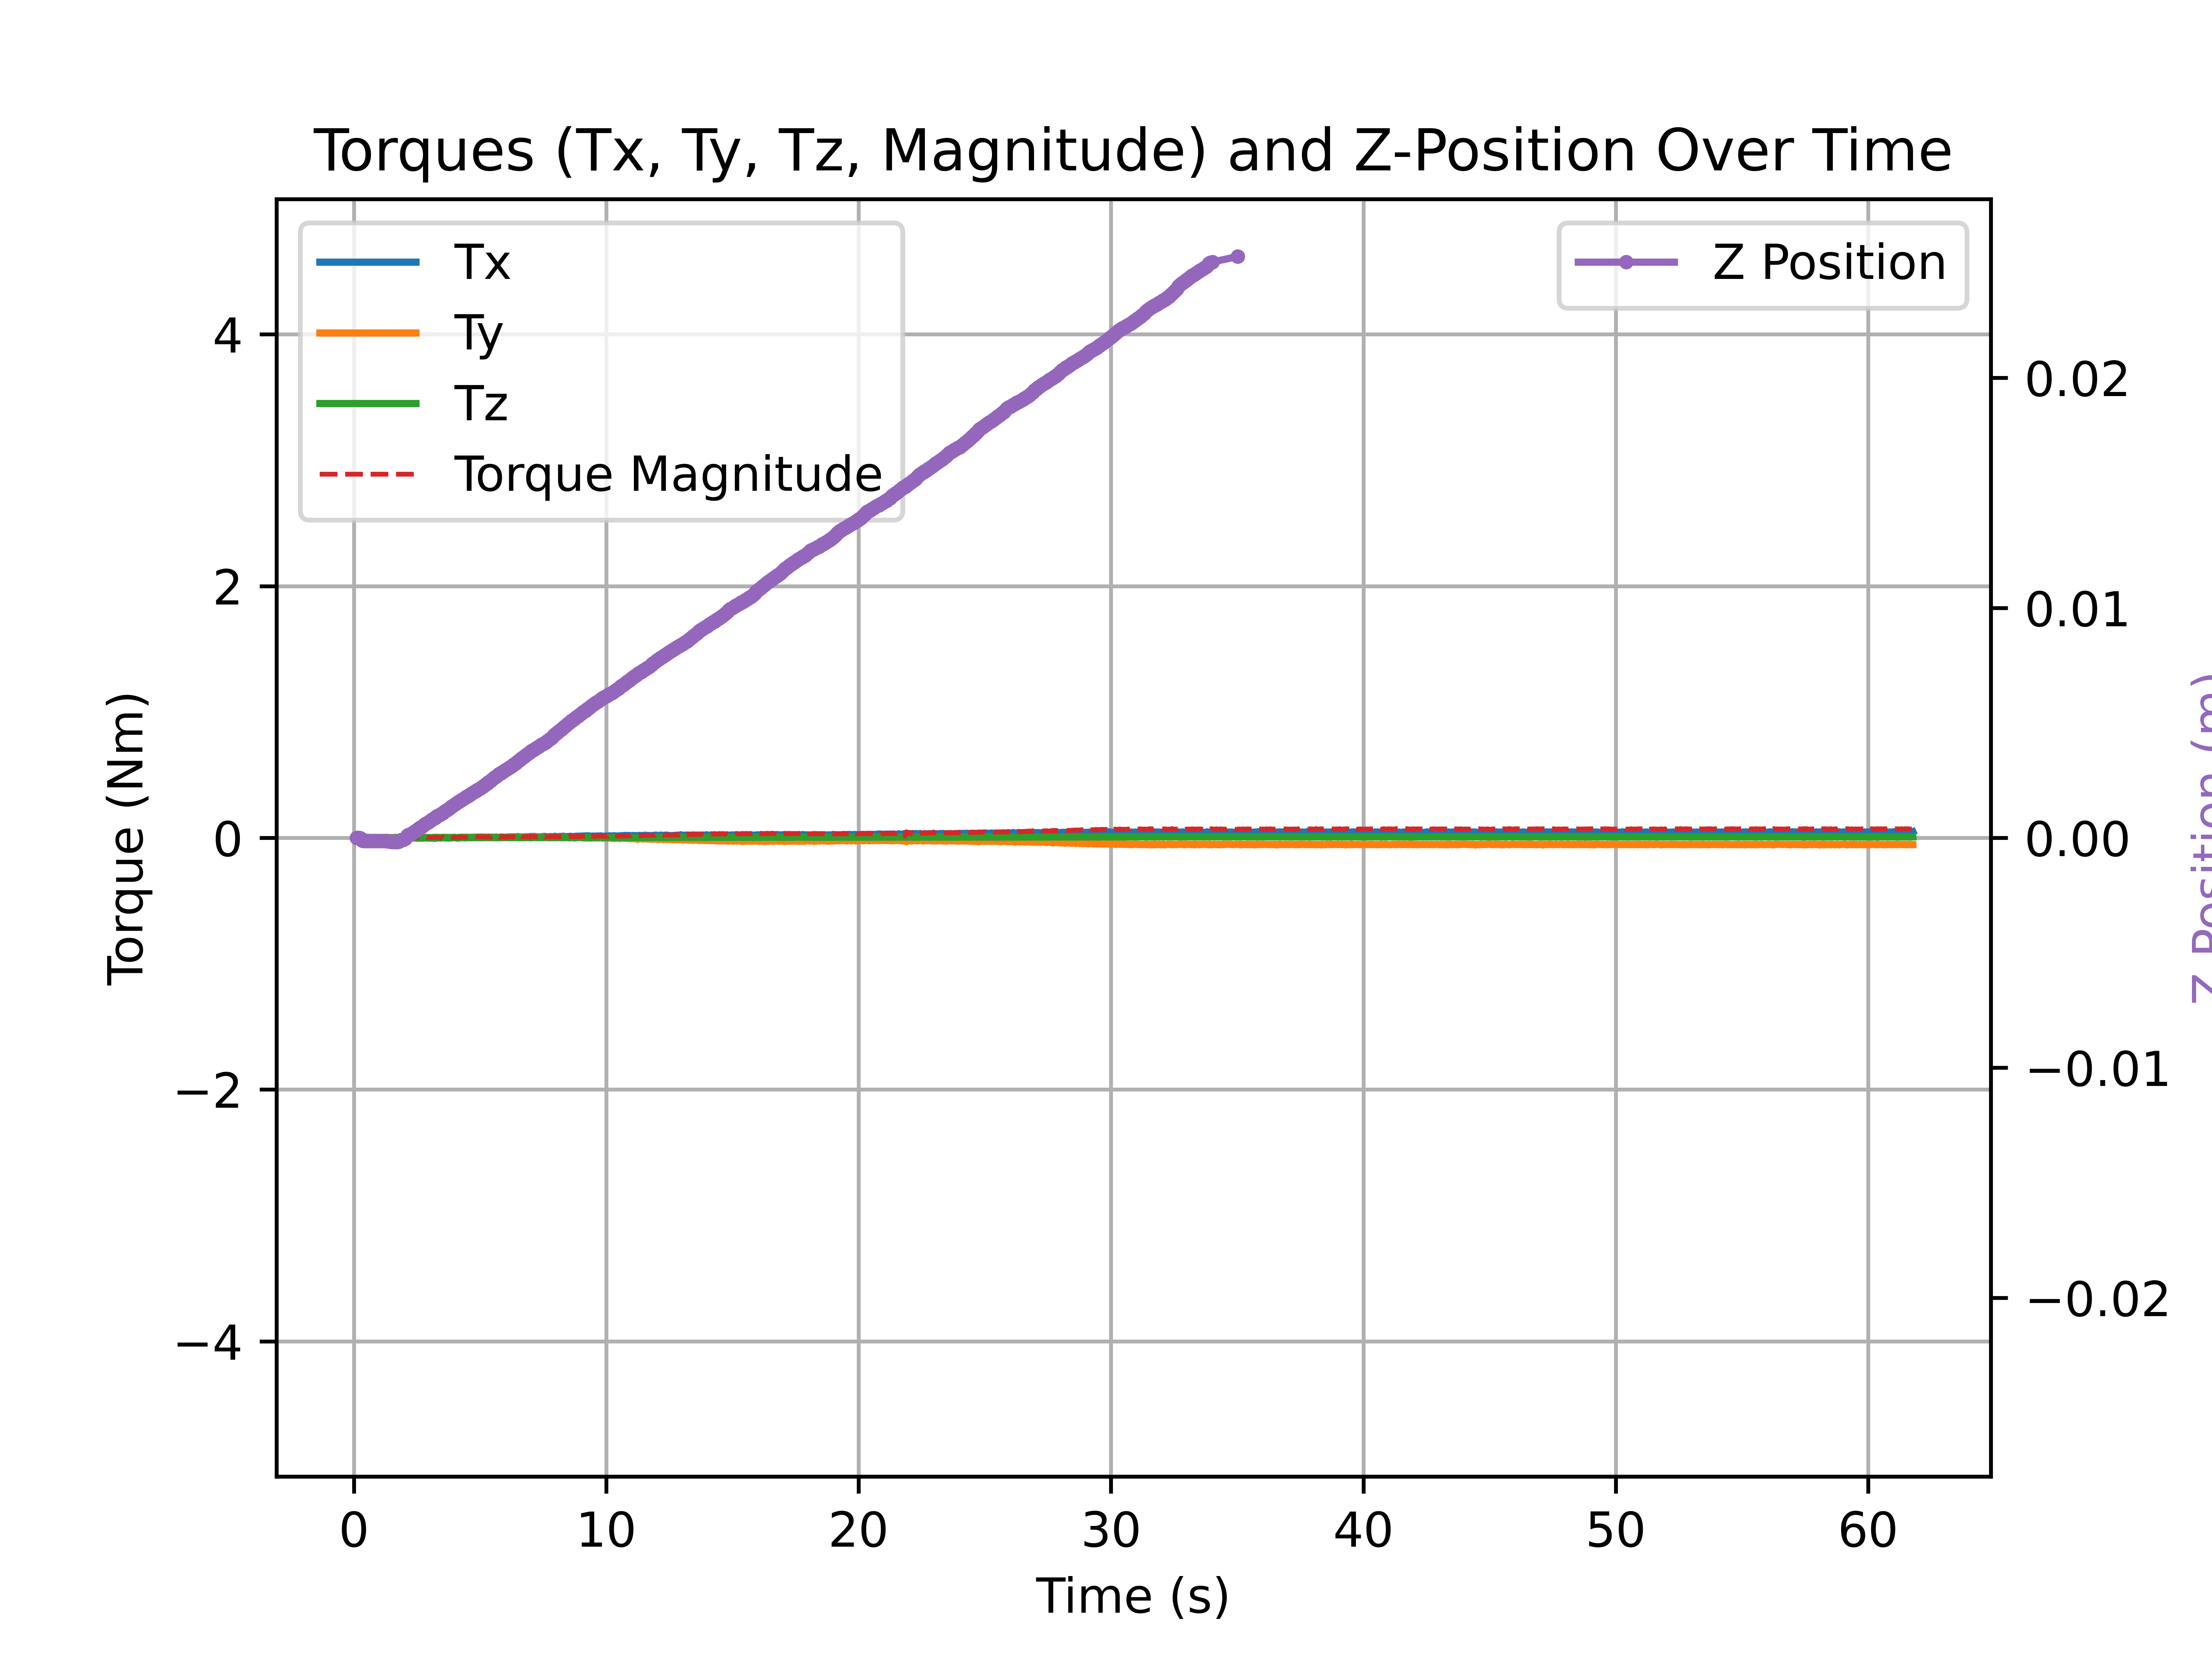 Torques (Tx, Ty, Tz, Magnitude) and Z-Position Over Time
Tx
Ty
Tz
Torque Magnitude
Z Position
4
2
0
−2
−4
Torque (Nm)
0.02
0.01
0.00
−0.01
−0.02
Z Position (m)
0 10 20 30 40 50 60
Time (s)